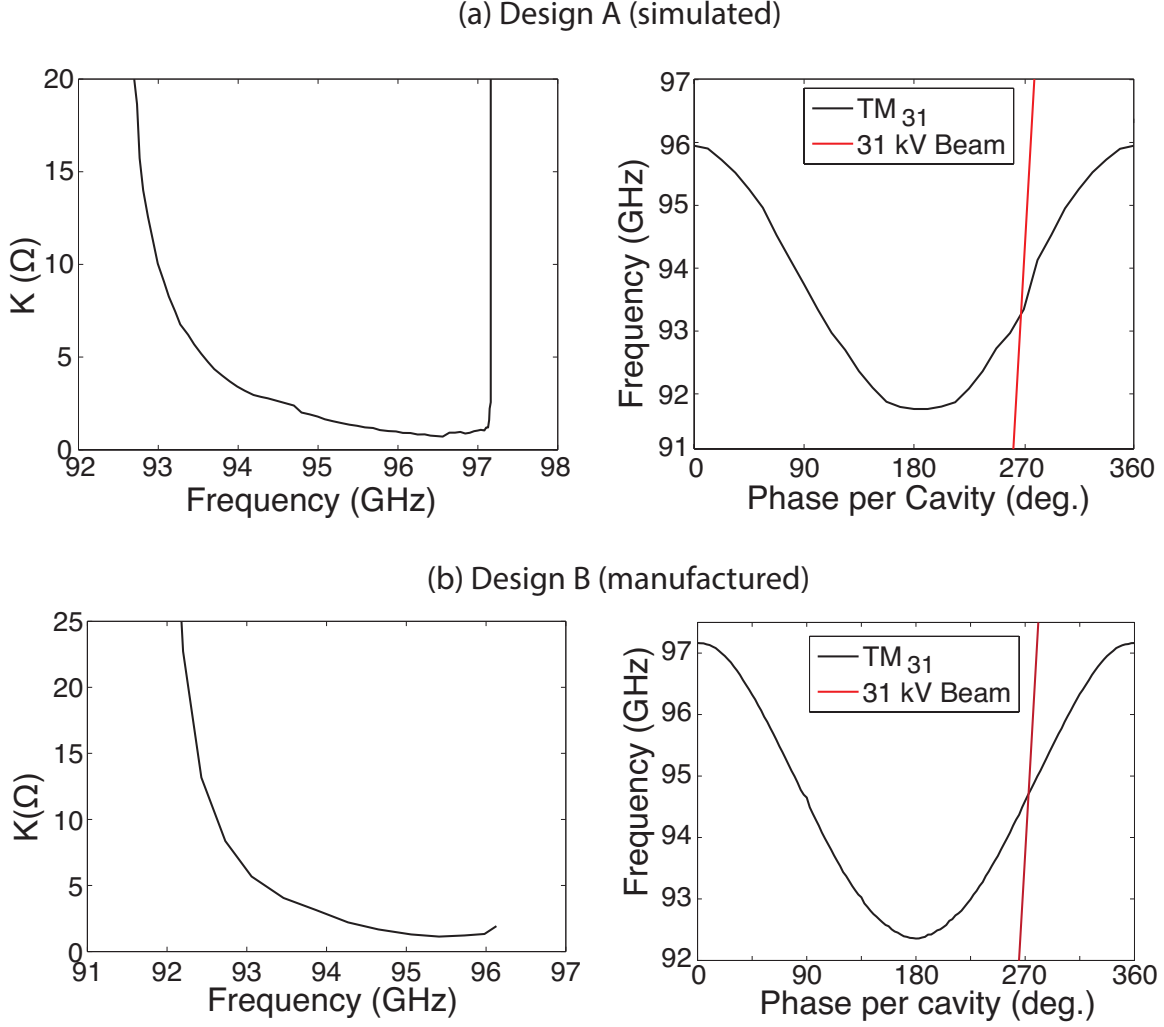 (a) Design A (simulated)
20
15
10
5
0
K (Ω)
92 93 94 95 96 97 98
Frequency (GHz)
97
96
95
94
93
92
91
Frequency (GHz)
TM 31
31 kV Beam
0 90 180 270 360
Phase per Cavity (deg.)
(b) Design B (manufactured)
25
20
15
10
5
0
K(Ω)
91 92 93 94 95 96 97
Frequency (GHz)
97
96
95
94
93
92
Frequency (GHz)
TM 31
31 kV Beam
0 90 180 270 360
Phase per cavity (deg.)